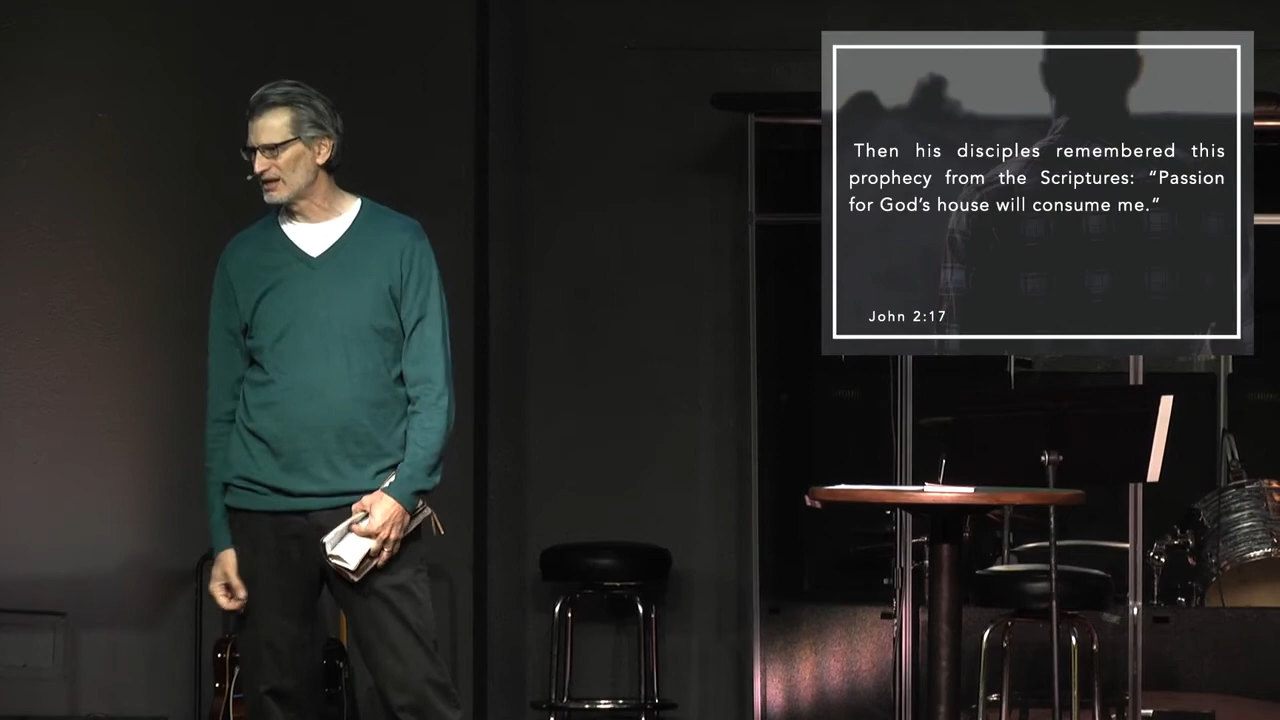 Then his disciples remembered this
prophecy from the Scriptures: “Passion
for God’s house will consume me.“
John 2:17